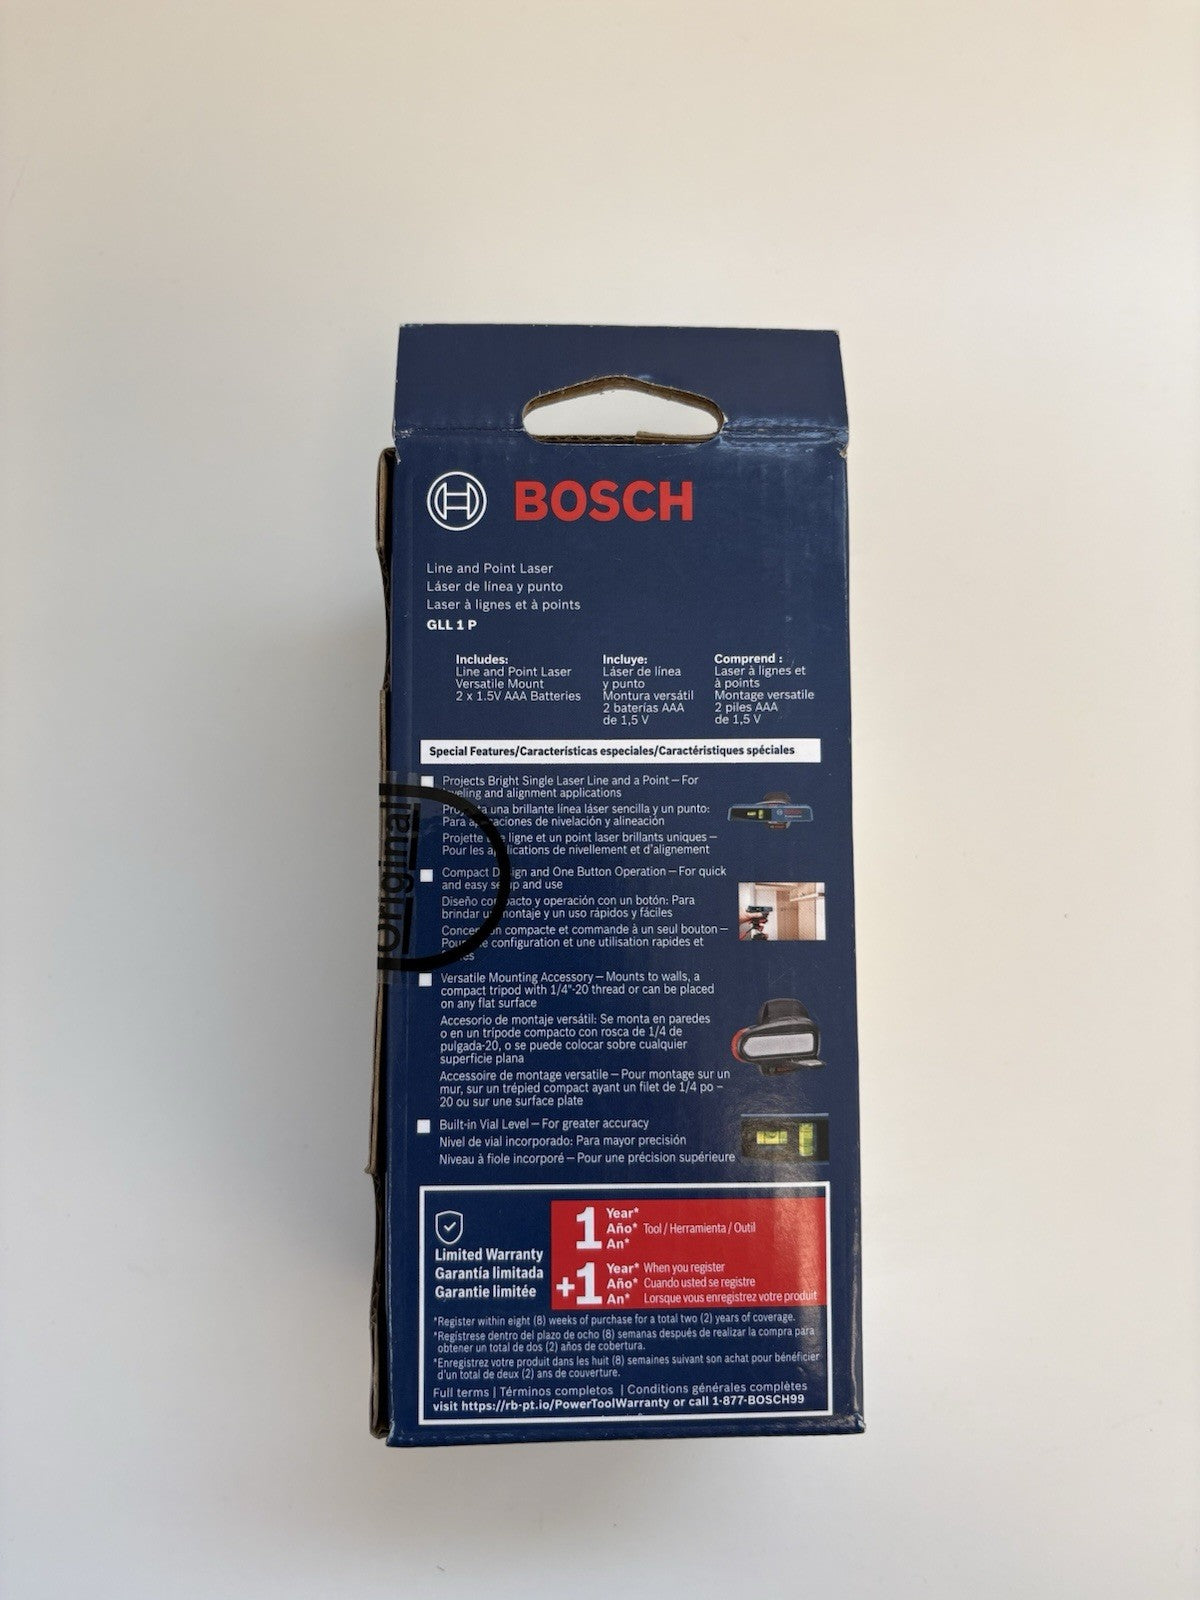 BOSCH
Line and Point Laser
Láser de línea y punto
Laser à lignes et à points
GLL 1 P
Includes:
Line and Point Laser
Versatile Mount
2 x 1.5V AAA Batteries
Incluye:
Láser de línea
y punto
Montura versátil
2 baterías AAA
de 1,5 V
Comprend :
Laser à lignes et
à points
Montage versatile
2 piles AAA
de 1,5 V
Special Features/Características especiales/Caractéristiques spéciales
Projects Bright Single Laser Line and a Point – For
and alignment applications
una brillante línea láser sencilla y un punto:
Para de nivelación y alineación
Projette ligne et un point laser brillants uniques –
Pour les de nivellement et d'alignement
Compact and One Button Operation – For quick
and easy and use
Diseño y operación con un botón: Para
brindar montaje y un uso rápidos y fáciles
compacte et commande à un seul bouton –
configuration et une utilisation rapides et
Versatile Mounting Accessory – Mounts to walls, a
compact tripod with 1/4"-20 thread or can be placed
on any flat surface
Accesorio de montaje versátil: Se monta en paredes
o en un trípode compacto con rosca de 1/4 de
pulgada-20, o se puede colocar sobre cualquier
superficie plana
Accessoire de montage versatile – Pour montage sur un
mur, sur un trépied compact ayant un filet de 1/4 po –
20 ou sur une surface plate
Built-in Vial Level – For greater accuracy
Nivel de vial incorporado: Para mayor precisión
Niveau à fiole incorporé – Pour une précision supérieure
Original
Limited Warranty
Garantía limitada
Garantie limitée
1 Year*
Año* Tool / Herramienta / Outil
An*
+1 Year* When you register
Año* Cuando usted se registre
An* Lorsque vous enregistrez votre produit
*Register within eight (8) weeks of purchase for a total two (2) years of coverage.
*Regístrese dentro del plazo de ocho (8) semanas después de realizar la compra para
obtener un total de dos (2) años de cobertura.
*Enregistrez votre produit dans les huit (8) semaines suivant son achat pour bénéficier
d'un total de deux (2) ans de couverture.
Full terms | Términos completos | Conditions générales complètes
visit https://rb-pt.io/PowerToolWarranty or call 1-877-BOSCH99